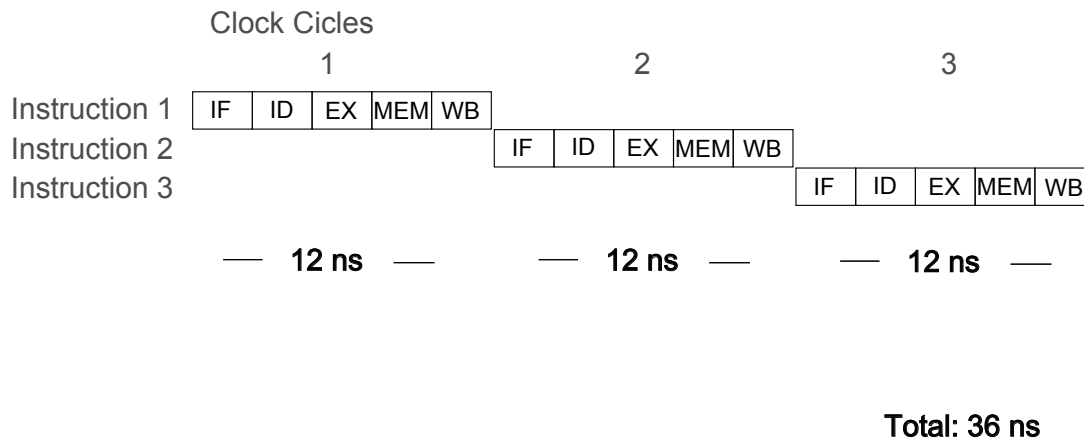 Clock Cicles
1 2 3
Instruction 1 IF ID EX MEM WB
Instruction 2 IF ID EX MEM WB
Instruction 3 IF ID EX MEM WB
12 ns 12 ns 12 ns
Total: 36 ns